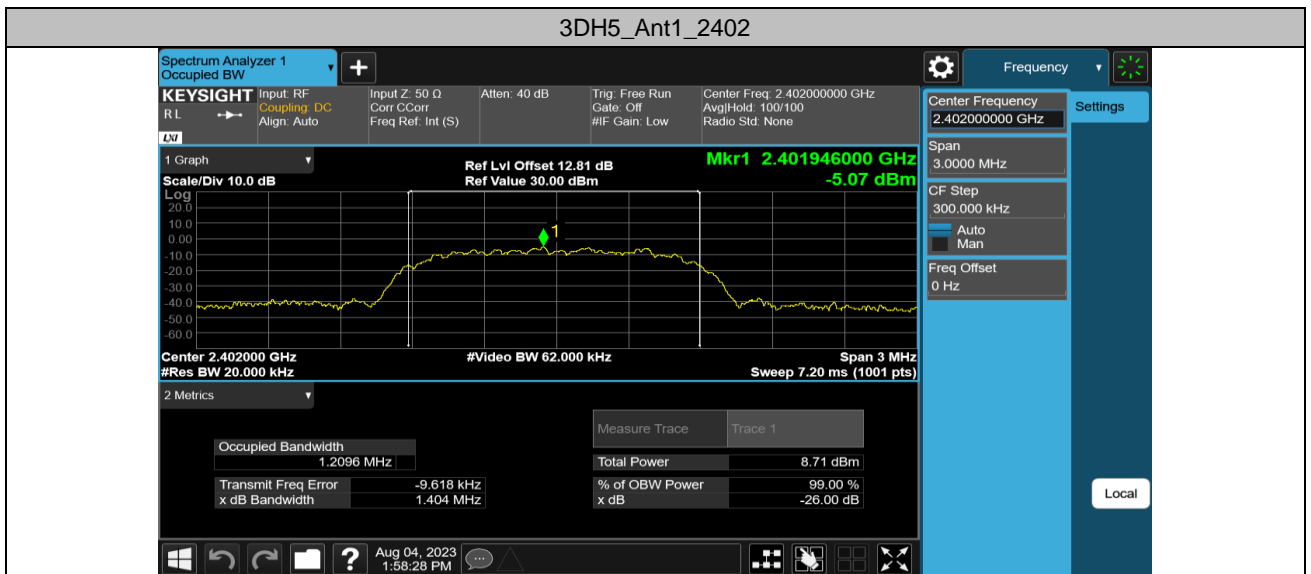 3DH5_Ant1_2402
Spectrum Analyzer 1
Occupied BW
+
Frequency
KEYSIGHT
R L
LXI
Input: RF
Coupling: DC
Align: Auto
Input Z: 50 Ω
Corr CCorr
Freq Ref: Int (S)
Atten: 40 dB
Trig: Free Run
Gate: Off
#IF Gain: Low
Center Freq: 2.402000000 GHz
Avg|Hold: 100/100
Radio Std: None
Center Frequency
2.402000000 GHz
Settings
Span
3.0000 MHz
CF Step
300.000 kHz
Auto
Man
Freq Offset
0 Hz
Local
1 Graph
Scale/Div 10.0 dB
Ref Lvl Offset 12.81 dB
Ref Value 30.00 dBm
Mkr1 2.401946000 GHz
-5.07 dBm
Log
20.0
10.0
0.00
-10.0
-20.0
-30.0
-40.0
-50.0
-60.0
1
Center 2.402000 GHz
#Res BW 20.000 kHz
#Video BW 62.000 kHz
Span 3 MHz
Sweep 7.20 ms (1001 pts)
2 Metrics
Measure Trace Trace 1
Occupied Bandwidth
1.2096 MHz
Total Power 8.71 dBm
Transmit Freq Error -9.618 kHz
% of OBW Power 99.00 %
x dB Bandwidth 1.404 MHz
x dB -26.00 dB
?
Aug 04, 2023
1:58:28 PM